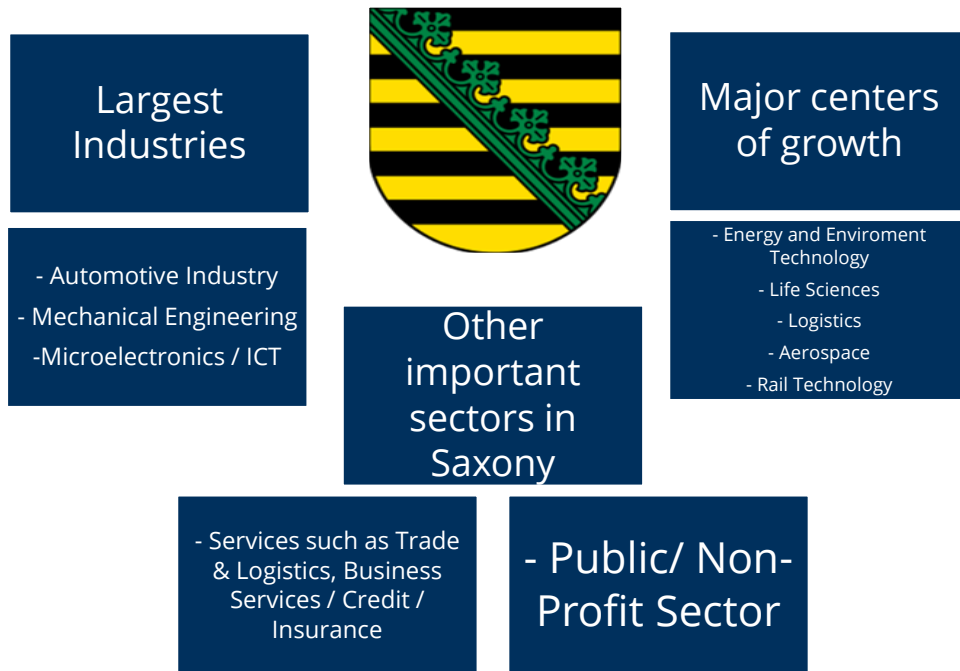 Largest
Industries
- Automotive Industry
- Mechanical Engineering
-Microelectronics / ICT
Major centers
of growth
- Energy and Enviroment
Technology
- Life Sciences
- Logistics
- Aerospace
- Rail Technology
Other
important
sectors in
Saxony
- Services such as Trade
& Logistics, Business
Services / Credit /
Insurance
- Public/ Non-
Profit Sector